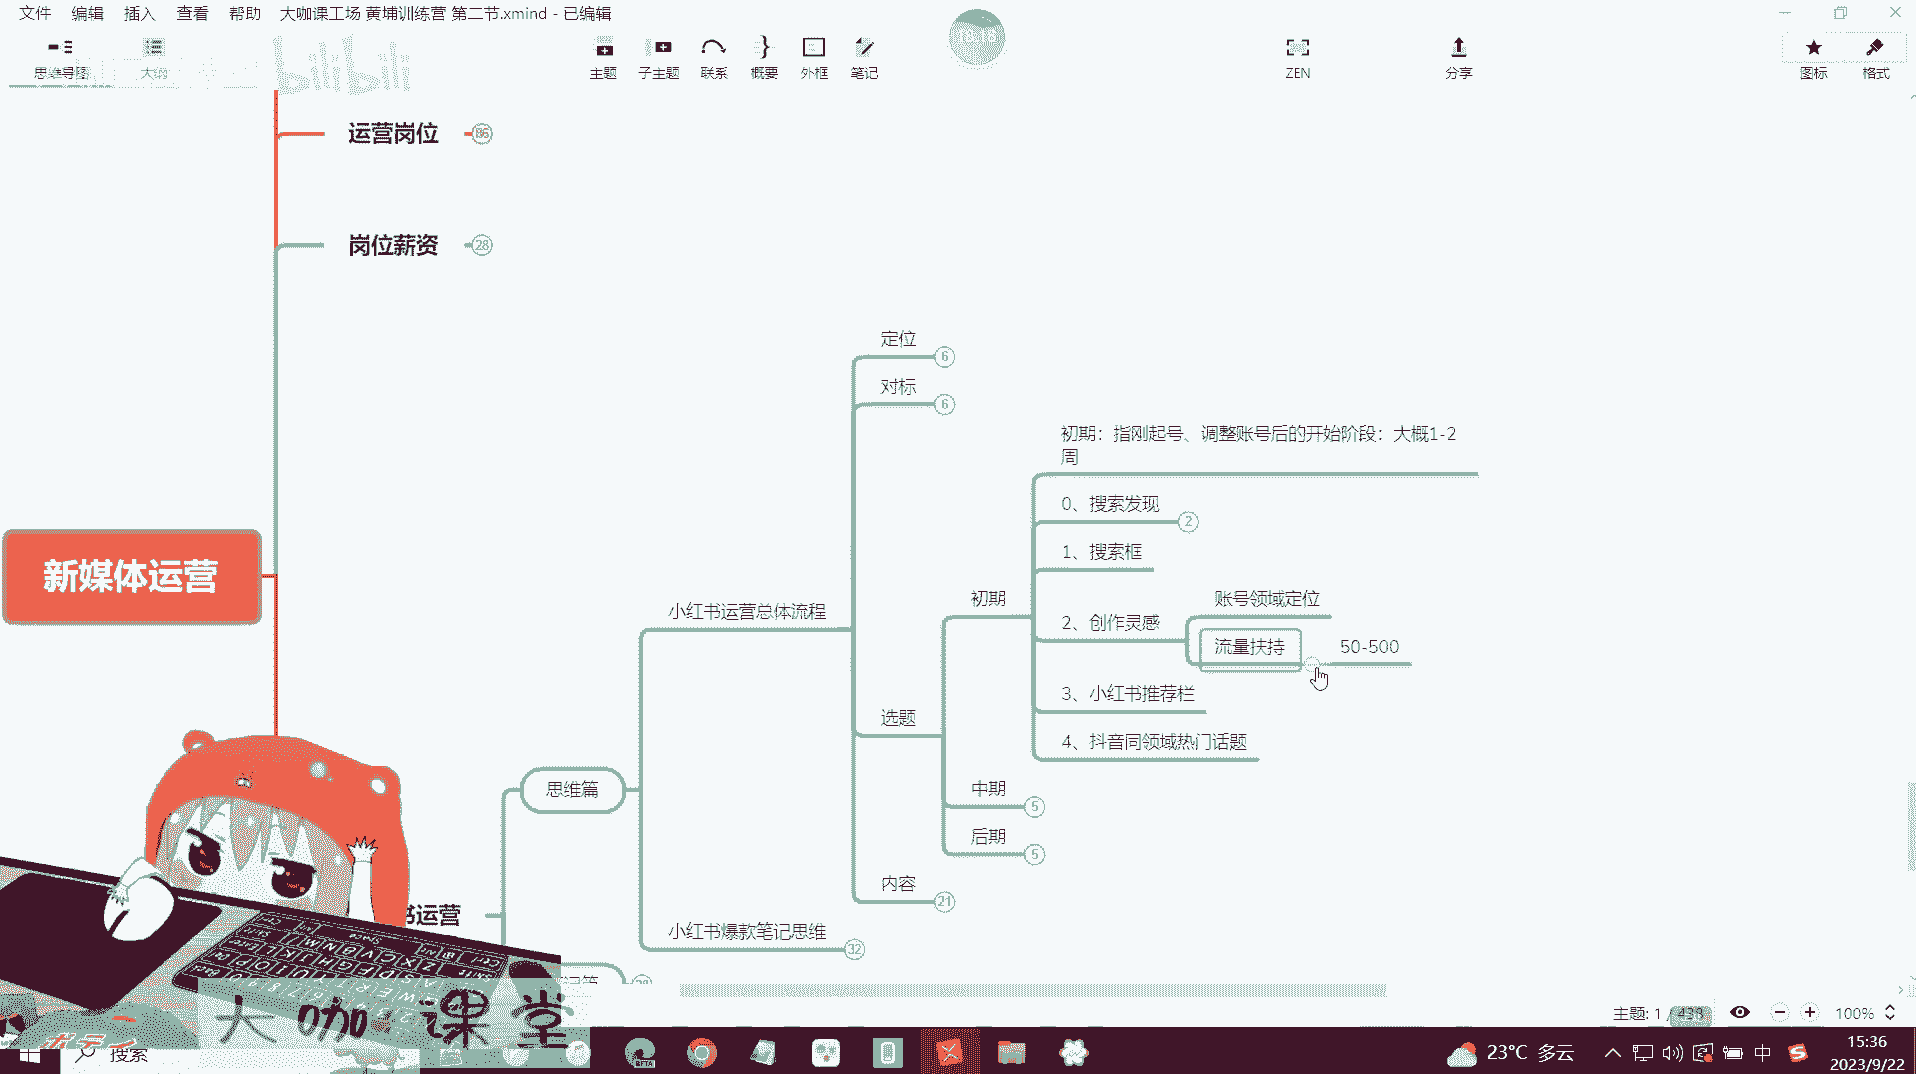 文件 编辑 插入 查看 帮助 大咖课工场 黄埔训练营 第二节.xmind - 已编辑
思维导图 大纲 主题 子主题 联系 概要 外框 笔记 ZEN 分享 图标 格式
bilibili
运营岗位
岗位薪资 28
定位 6
对标 6
初期：指刚起号、调整账号后的开始阶段：大概1-2
周
0、搜索发现 2
1、搜索框
新媒体运营
小红书运营总体流程
初期
账号领域定位
2、创作灵感
流量扶持 50-500
3、小红书推荐栏
选题
4、抖音同领域热门话题
思维篇
中期 5
后期 5
内容 21
书运营
小红书爆款笔记思维 32
大咖课堂
主题: 1 / 438 100%
搜索
23°C 多云
中
15:36
2023/9/22